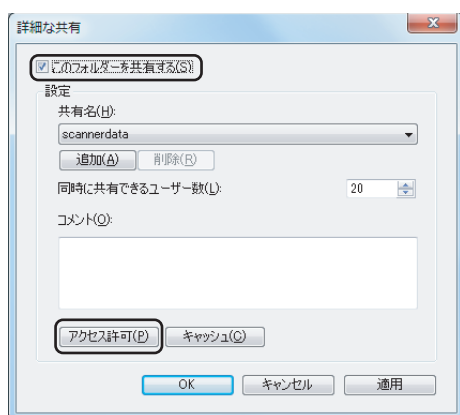 詳細な共有
このフォルダーを共有する(S)
設定
共有名(H):
scannerdata
追加(A) 削除(R)
同時に共有できるユーザー数(L): 20
コメント(O):
アクセス許可(P) キャッシュ(C)
OK キャンセル 適用